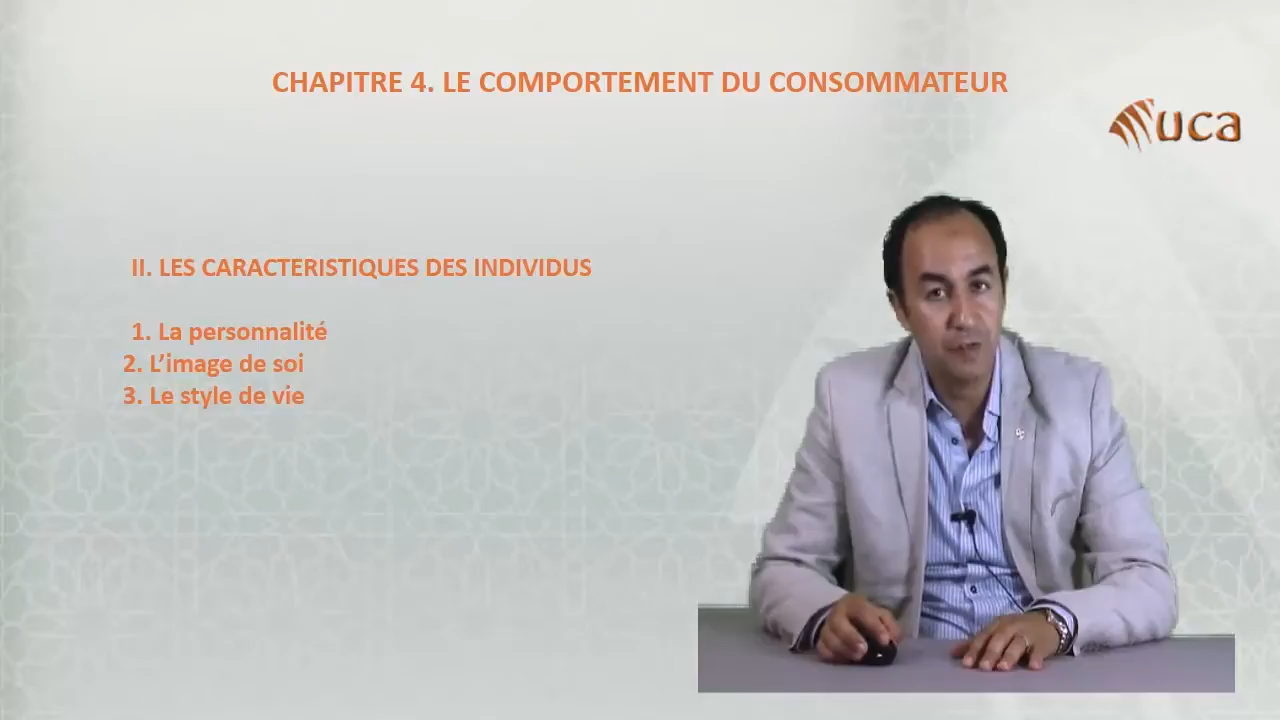 CHAPITRE 4. LE COMPORTEMENT DU CONSOMMATEUR
uca
II. LES CARACTERISTIQUES DES INDIVIDUS
1. La personnalité
2. L’image de soi
3. Le style de vie